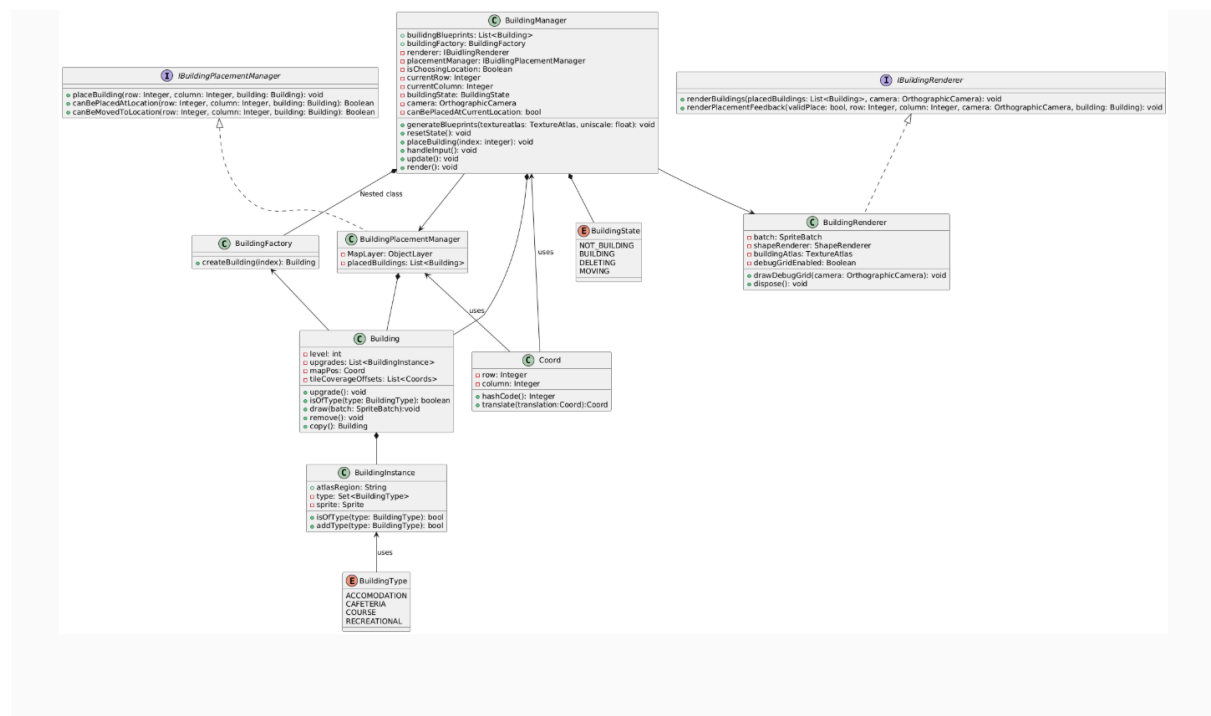 BuildingManager
builidngBlueprints: List<Building>
buildingFactory: BuildingFactory
renderer: IBuidlingRenderer
placementManager: IBuidlingPlacementManager
isChoosingLocation: Boolean
currentRow: Integer
currentColumn: Integer
buildingState: BuildingState
camera: OrthographicCamera
canBePlacedAtCurrentLocation: bool
generateBlueprints(textureatlas: TextureAtlas, uniscale: float): void
resetState(): void
placeBuilding(index: integer): void
handleInput(): void
update(): void
render(): void
IBuildingPlacementManager
placeBuilding(row: Integer, column: Integer, building: Building): void
canBePlacedAtLocation(row: Integer, column: Integer, building: Building): Boolean
canBeMovedToLocation(row: Integer, column: Integer, building: Building): Boolean
IBuildingRenderer
renderBuildings(placedBuildings: List<Building>, camera: OrthographicCamera): void
renderPlacementFeedback(validPlace: bool, row: Integer, column: Integer, camera: OrthographicCamera, building: Building): void
Nested class
BuildingFactory
createBuilding(index): Building
BuildingPlacementManager
MapLayer: ObjectLayer
placedBuildings: List<Building>
BuildingState
NOT_BUILDING
BUILDING
DELETING
MOVING
BuildingRenderer
batch: SpriteBatch
shapeRenderer: ShapeRenderer
buildingAtlas: TextureAtlas
debugGridEnabled: Boolean
drawDebugGrid(camera: OrthographicCamera): void
dispose(): void
uses
uses
Building
level: int
upgrades: List<BuildingInstance>
mapPos: Coord
tileCoverageOffsets: List<Coords>
upgrade(): void
isOfType(type: BuildingType): boolean
draw(batch: SpriteBatch):void
remove(): void
copy(): Building
Coord
row: Integer
column: Integer
hashCode(): Integer
translate(translation:Coord):Coord
BuildingInstance
atlasRegion: String
type: Set<BuildingType>
sprite: Sprite
isOfType(type: BuildingType): bool
addType(type: BuildingType): bool
uses
BuildingType
ACCOMODATION
CAFETERIA
COURSE
RECREATIONAL